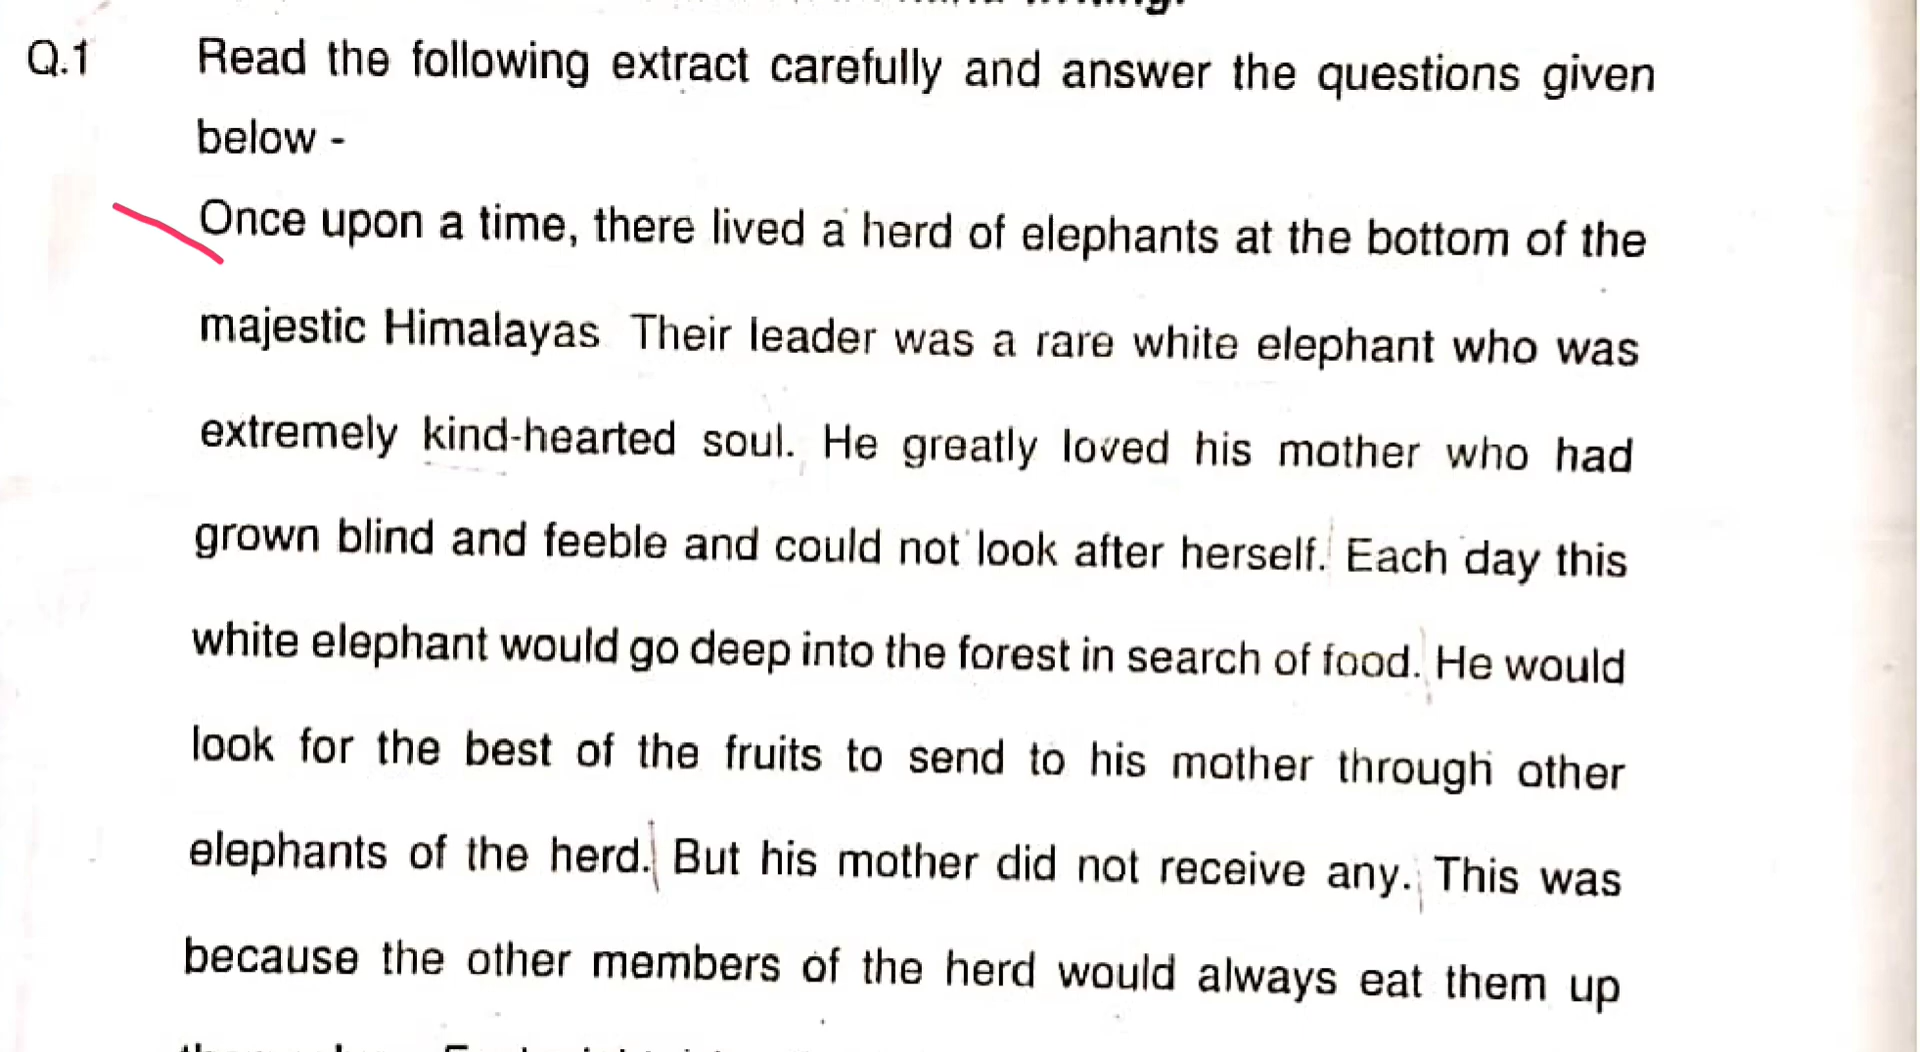 Q.1 Read the following extract carefully and answer the questions given
below -
Once upon a time, there lived a herd of elephants at the bottom of the
majestic Himalayas Their leader was a rare white elephant who was
extremely kind-hearted soul. He greatly loved his mother who had
grown blind and feeble and could not look after herself. Each day this
white elephant would go deep into the forest in search of food. He would
look for the best of the fruits to send to his mother through other
elephants of the herd. But his mother did not receive any. This was
because the other members of the herd would always eat them up